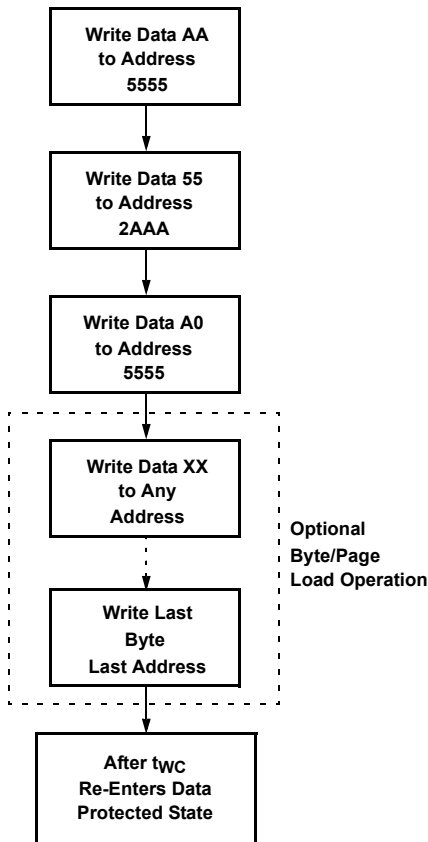 Write Data AA
to Address
5555
Write Data 55
to Address
2AAA
Write Data A0
to Address
5555
Write Data XX
to Any
Address
Optional
Byte/Page
Load Operation
Write Last
Byte
Last Address
After tWC
Re-Enters Data
Protected State